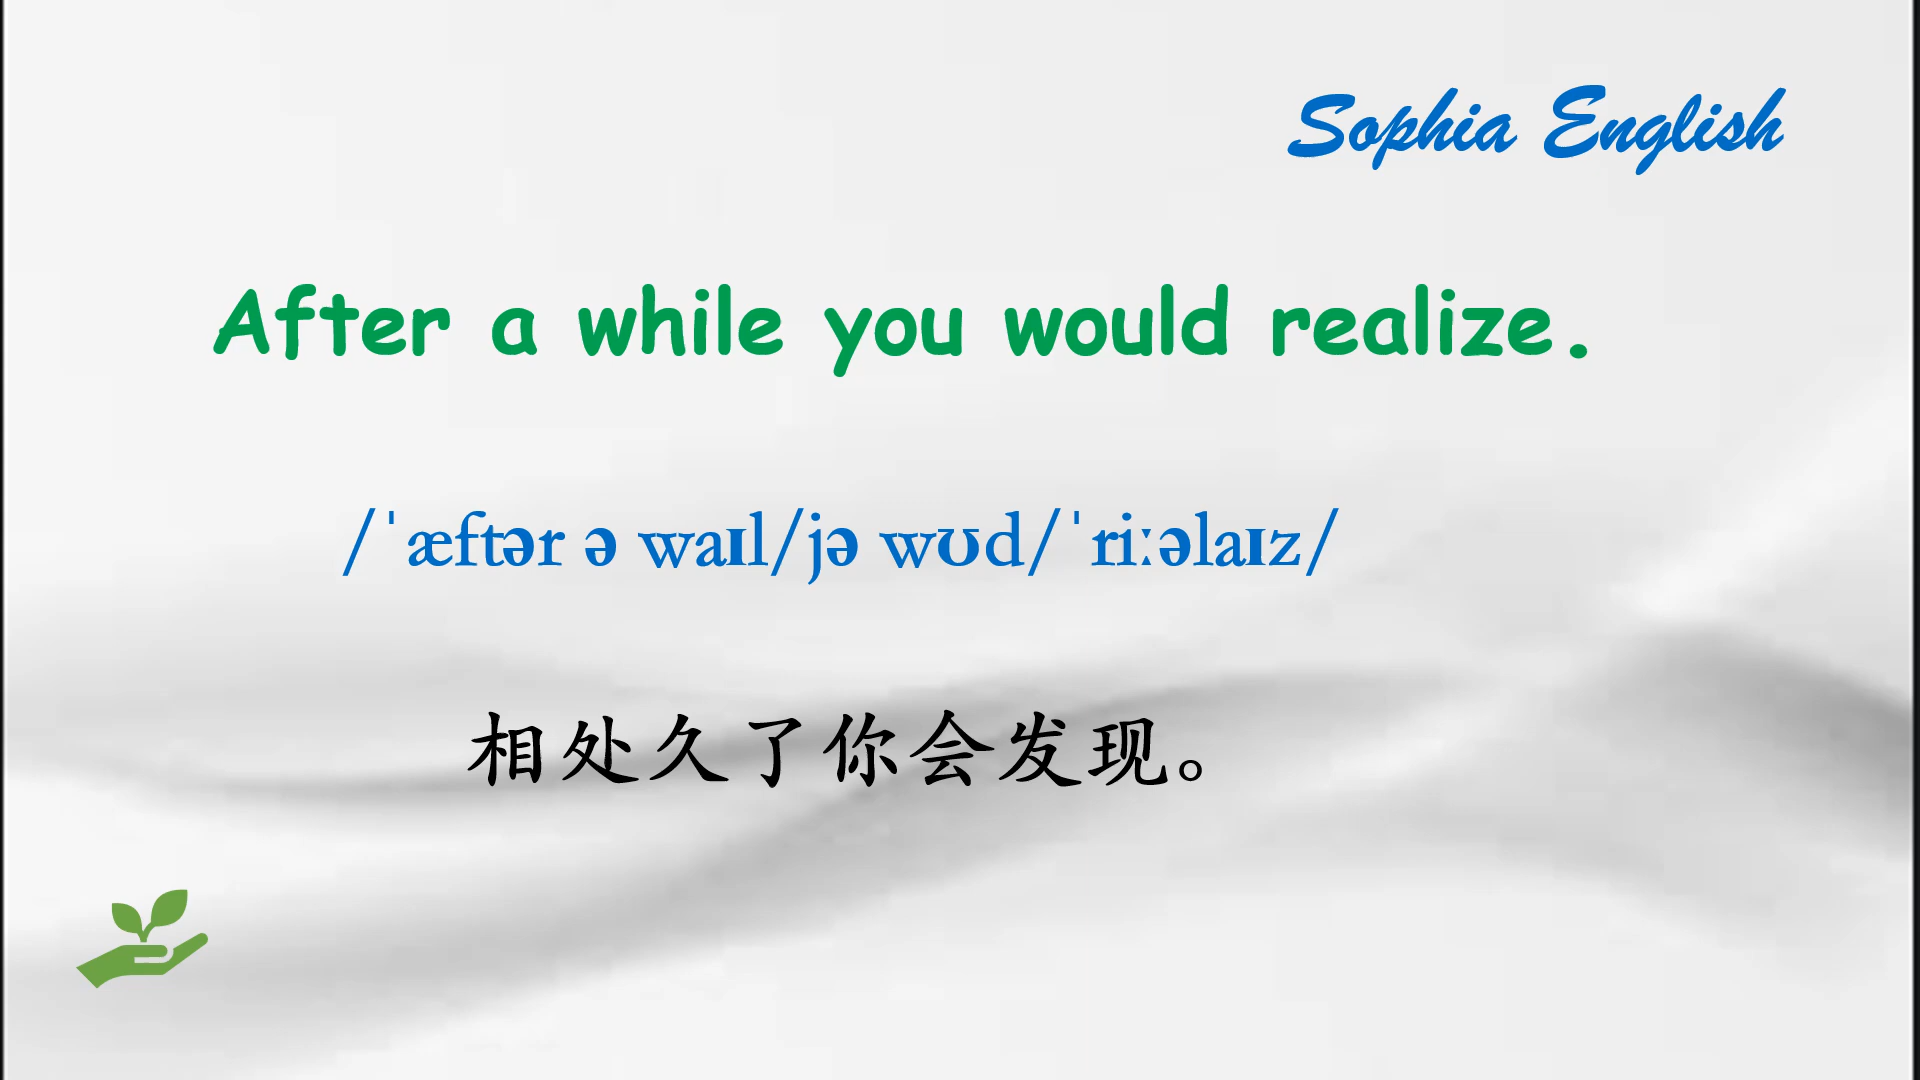 Sophia English
After a while you would realize.
/ˈæftər ə waɪl/jə wʊd/ˈriːəlaɪz/
相处久了你会发现。